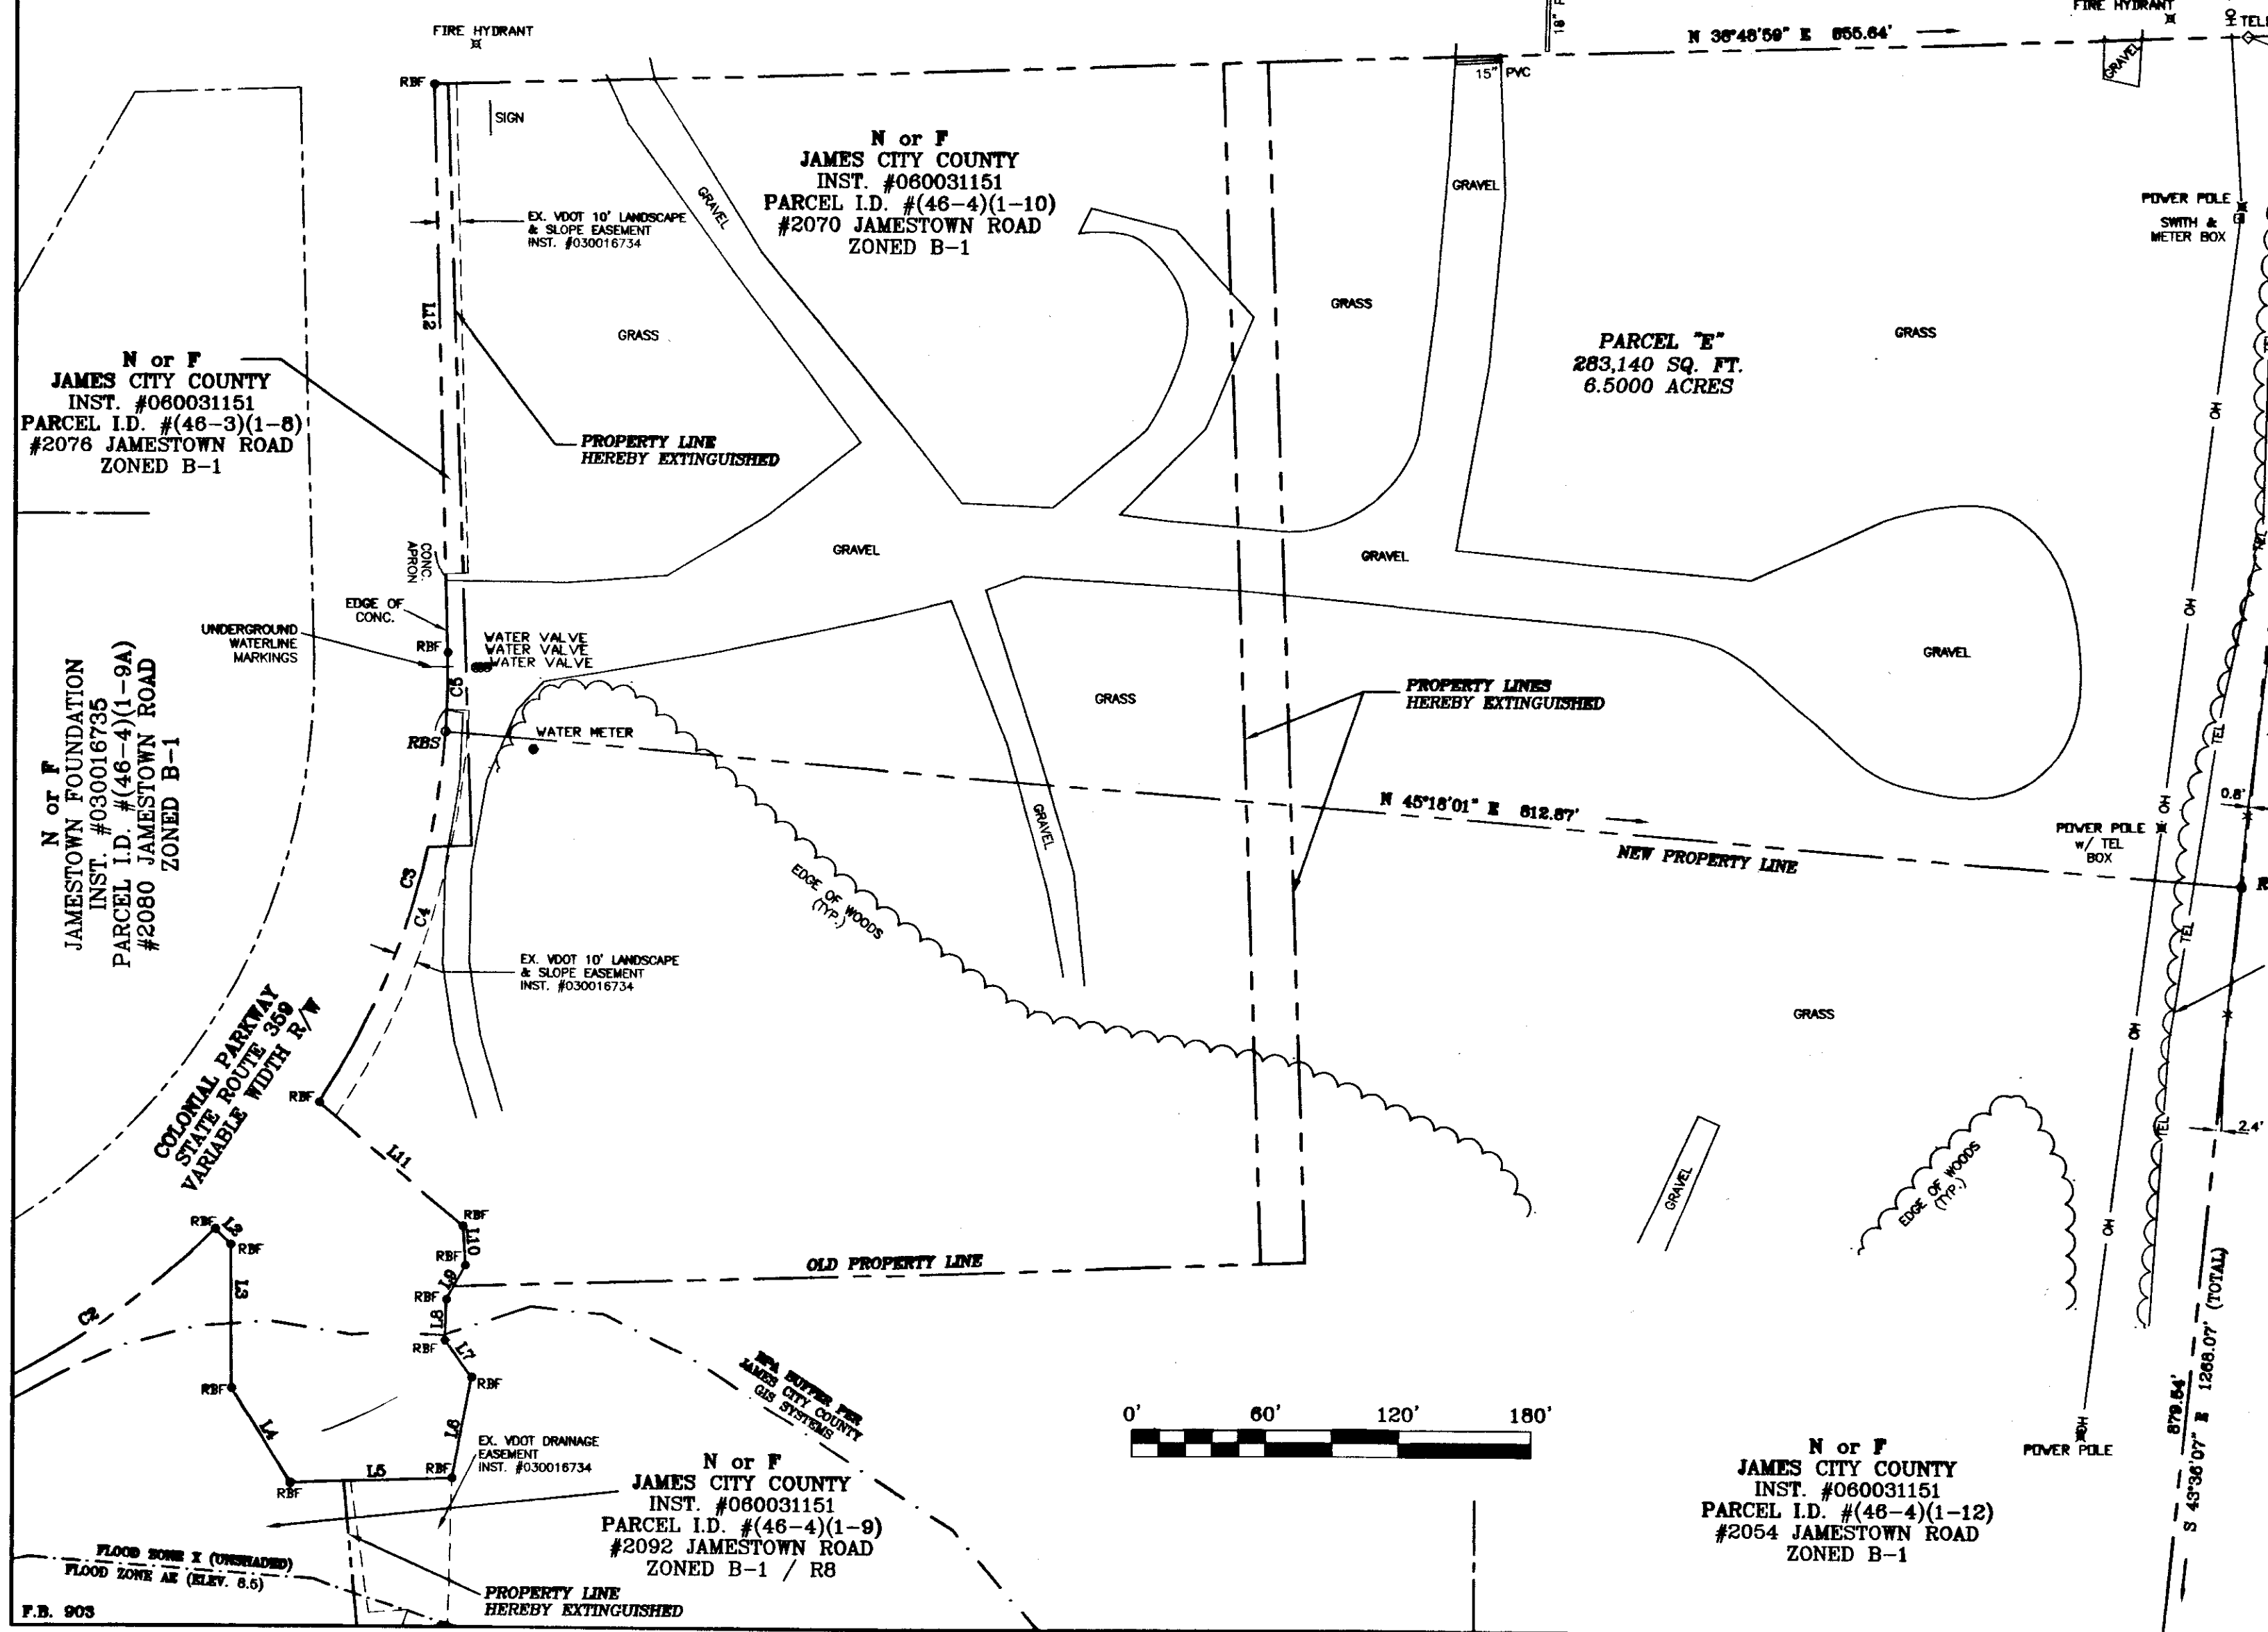 FIRE HYDRANT
RBF
SIGN
N or F
JAMES CITY COUNTY
INST. #060031151
PARCEL I.D. #(46-4)(1-10)
#2070 JAMESTOWN ROAD
ZONED B-1
18"
15" PVC
N 36°48'59" E 655.64'
FIRE HYDRANT
GRAVEL
POWER POLE
SWITH &
METER BOX
EX. VDOT 10' LANDSCAPE
& SLOPE EASEMENT
INST. #030016734
GRAVEL
GRAVEL
GRASS
GRASS
GRASS
PARCEL "E"
283,140 SQ. FT.
6.5000 ACRES
L12
N or F
JAMES CITY COUNTY
INST. #060031151
PARCEL I.D. #(46-3)(1-8)
#2076 JAMESTOWN ROAD
ZONED B-1
PROPERTY LINE
HEREBY EXTINGUISHED
OH
OH
OH
OH
OH
OH
OH
TEL
TEL
TEL
TEL
TEL
TEL
CONC.
APRON
EDGE OF
CONC.
UNDERGROUND
WATERLINE
MARKINGS
RBF
WATER VALVE
WATER VALVE
WATER VALVE
C5
GRAVEL
GRAVEL
GRAVEL
GRASS
PROPERTY LINES
HEREBY EXTINGUISHED
RBS
WATER METER
N or F
JAMESTOWN FOUNDATION
INST. #030016735
PARCEL I.D. #(46-4)(1-9A)
#2080 JAMESTOWN ROAD
ZONED B-1
N 45°18'01" E 812.87'
NEW PROPERTY LINE
POWER POLE
w/ TEL
BOX
0.8'
C3
C4
GRAVEL
EDGE OF WOODS
(TYP.)
EX. VDOT 10' LANDSCAPE
& SLOPE EASEMENT
INST. #030016734
GRASS
COLONIAL PARKWAY
STATE ROUTE 359
VARIABLE WIDTH R/W
RBF
L11
2.4'
GRAVEL
EDGE OF WOODS
(TYP.)
RBF
L2
RBF
RBF
L10
RBF
L9
OLD PROPERTY LINE
L3
RBF
L8
RBF
L7
RBF
C2
RBF
L4
L6
RPA BUFFER PER
JAMES CITY COUNTY
GIS SYSTEMS
0' 60' 120' 180'
EX. VDOT DRAINAGE
EASEMENT
INST. #030016734
L5
RBF
RBF
N or F
JAMES CITY COUNTY
INST. #060031151
PARCEL I.D. #(46-4)(1-9)
#2092 JAMESTOWN ROAD
ZONED B-1 / R8
POWER POLE
N or F
JAMES CITY COUNTY
INST. #060031151
PARCEL I.D. #(46-4)(1-12)
#2054 JAMESTOWN ROAD
ZONED B-1
879.54'
S 43°36'07" E 1268.07' (TOTAL)
FLOOD ZONE X (UNSHADED)
FLOOD ZONE AE (ELEV. 8.5)
PROPERTY LINE
HEREBY EXTINGUISHED
F.B. 903